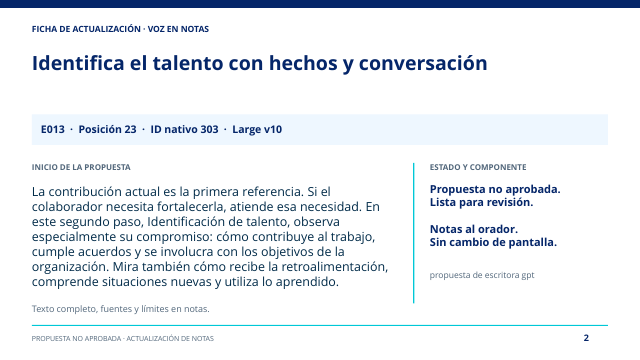 FICHA DE ACTUALIZACIÓN · VOZ EN NOTAS
Identifica el talento con hechos y conversación
E013 · Posición 23 · ID nativo 303 · Large v10
INICIO DE LA PROPUESTA
La contribución actual es la primera referencia. Si el
colaborador necesita fortalecerla, atiende esa necesidad. En
este segundo paso, Identificación de talento, observa
especialmente su compromiso: cómo contribuye al trabajo,
cumple acuerdos y se involucra con los objetivos de la
organización. Mira también cómo recibe la retroalimentación,
comprende situaciones nuevas y utiliza lo aprendido.
Texto completo, fuentes y límites en notas.
ESTADO Y COMPONENTE
Propuesta no aprobada.
Lista para revisión.
Notas al orador.
Sin cambio de pantalla.
propuesta de escritora gpt
PROPUESTA NO APROBADA · ACTUALIZACIÓN DE NOTAS
2